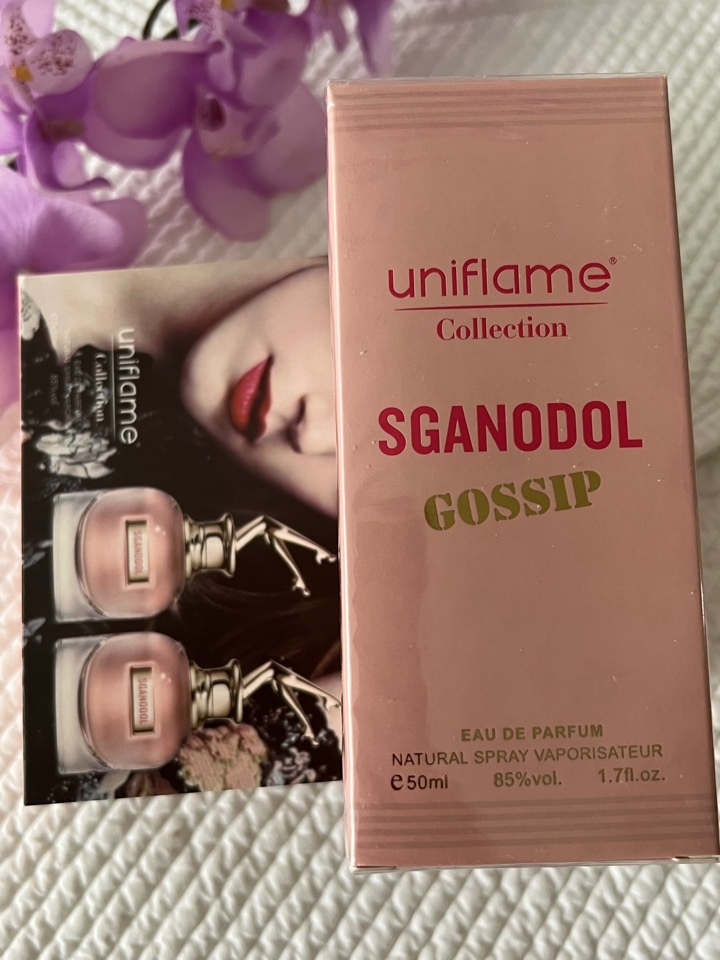 uniflame®
Collection
SGANODOL
GOSSIP
EAU DE PARFUM
NATURAL SPRAY VAPORISATEUR
℮50ml 85%vol. 1.7fl.oz.
uniflame®
Collection
SGANODOL
SGANODOL